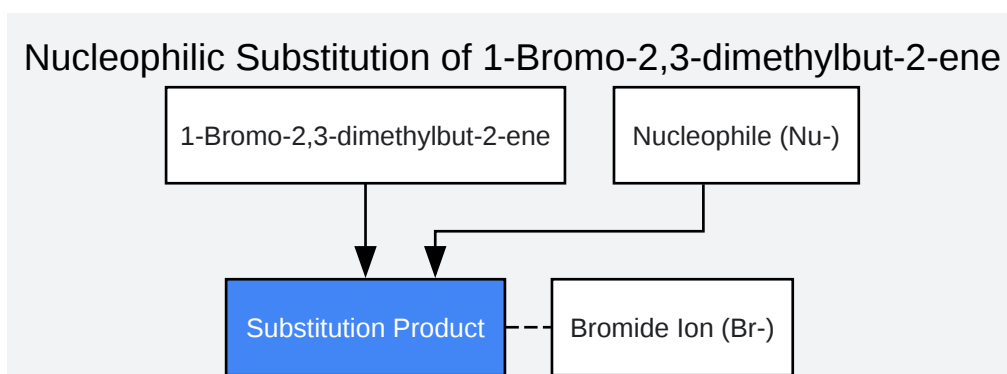 Nucleophilic Substitution of 1-Bromo-2,3-dimethylbut-2-ene
1-Bromo-2,3-dimethylbut-2-ene
Nucleophile (Nu-)
Substitution Product
Bromide Ion (Br-)